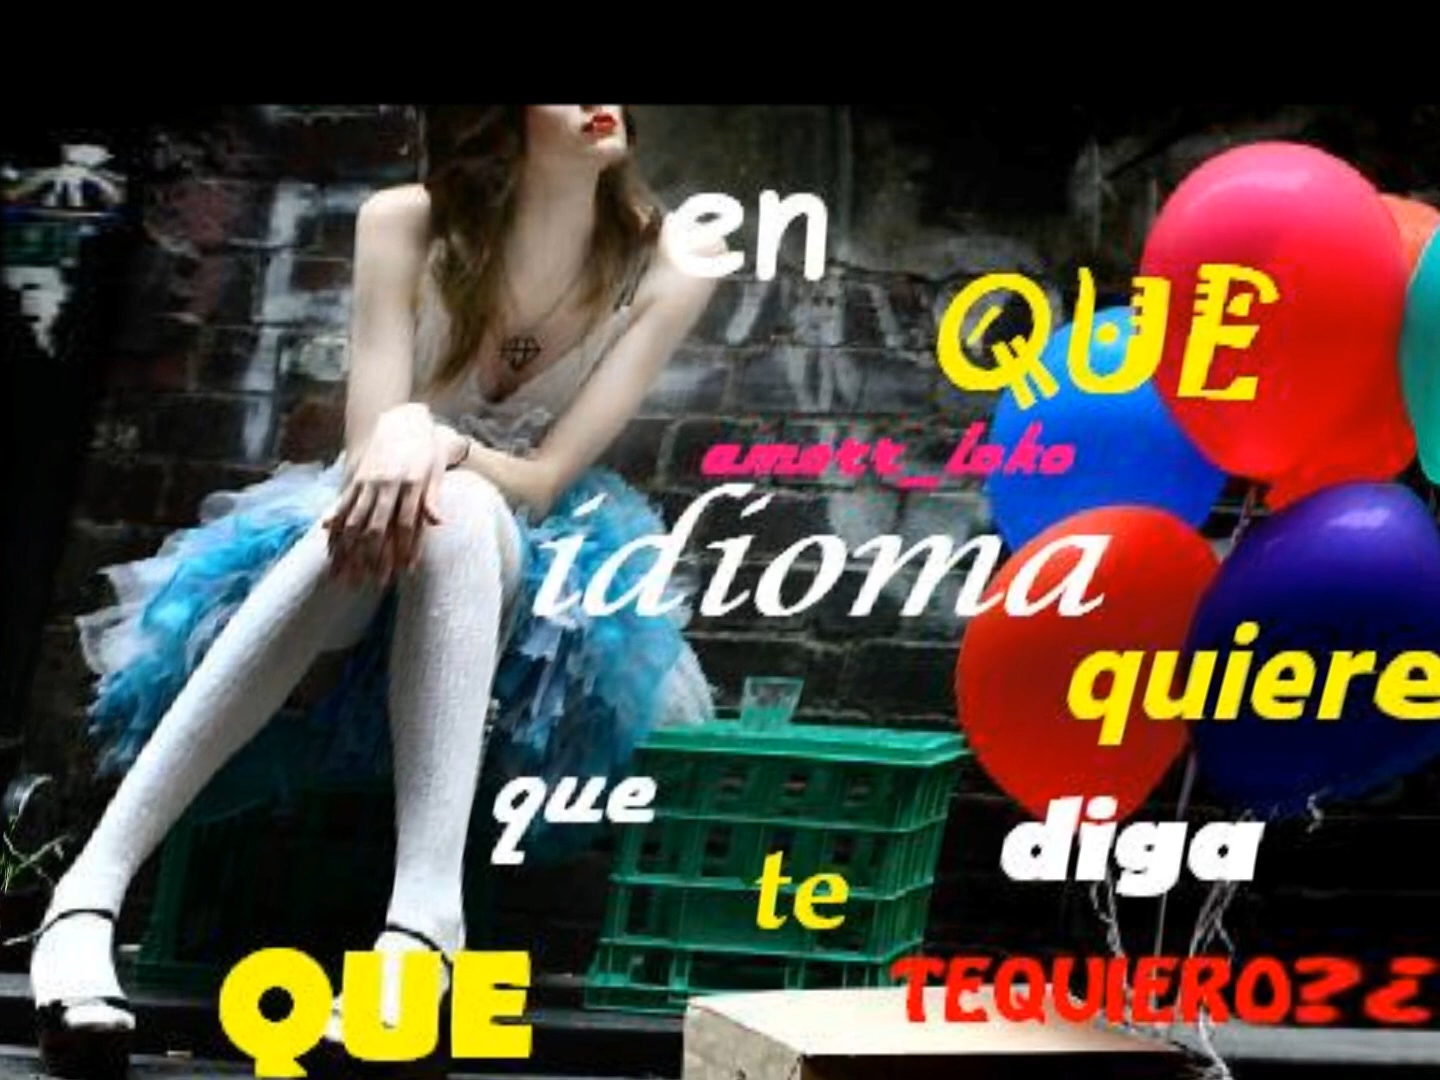 en
QUE
amorr_loko
idioma
quiere
que
diga
te
QUE
TEQUIERO?¿